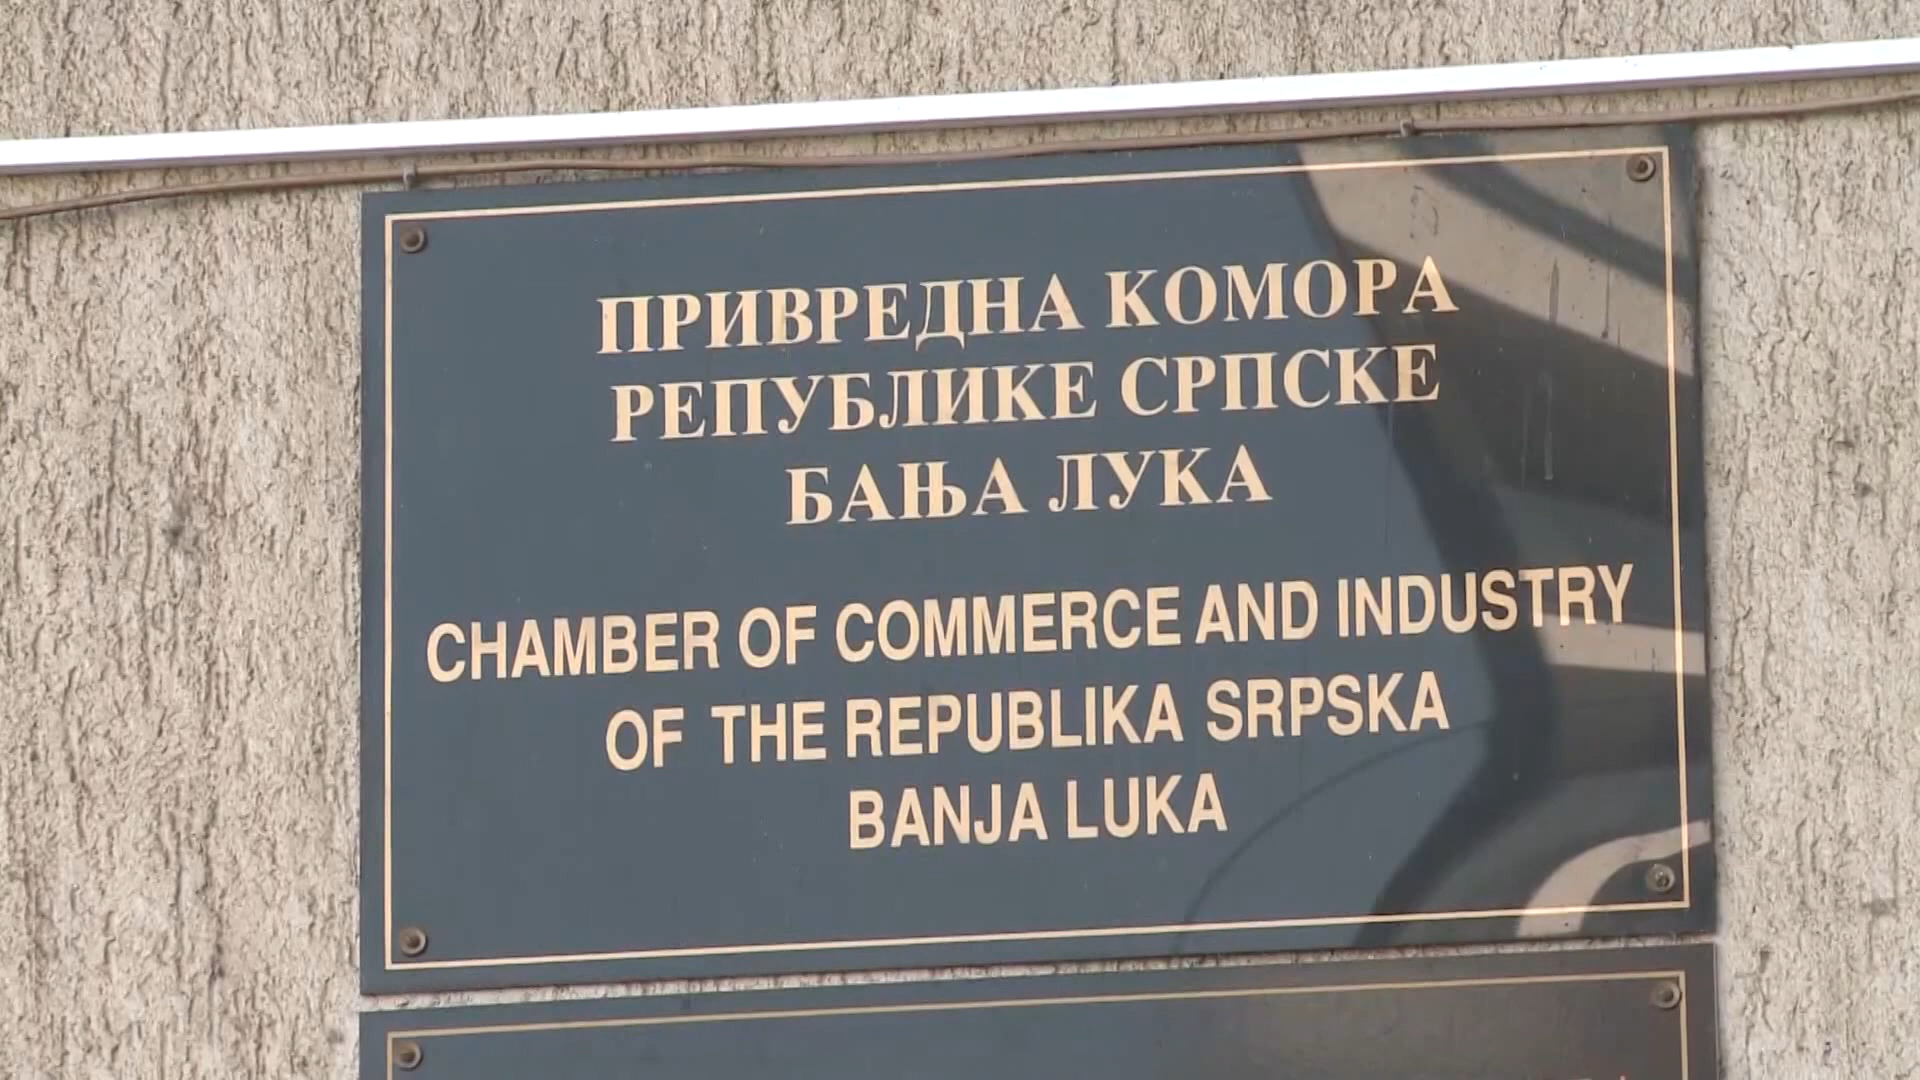 ПРИВРЕДНА КОМОРА
РЕПУБЛИКЕ СРПСКЕ
БАЊА ЛУКА
CHAMBER OF COMMERCE AND INDUSTRY
OF THE REPUBLIKA SRPSKA
BANJA LUKA